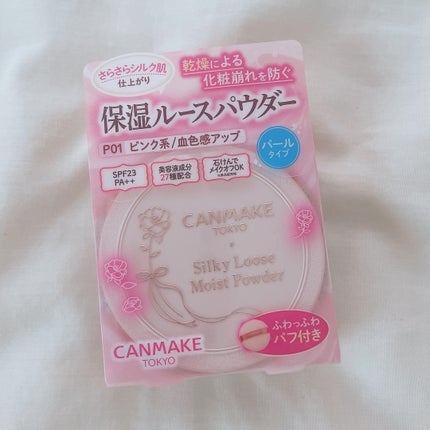 さらさらシルク肌
仕上がり
乾燥による
化粧崩れを防ぐ
保湿ルースパウダー
P01 ピンク系/血色感アップ
パール
タイプ
SPF23
PA++
美容液成分
27種配合
石けんで
メイクオフOK
CANMAKE
TOKYO
Silky Loose
Moist Powder
ふわっふわ
パフ付き
CANMAKE
TOKYO